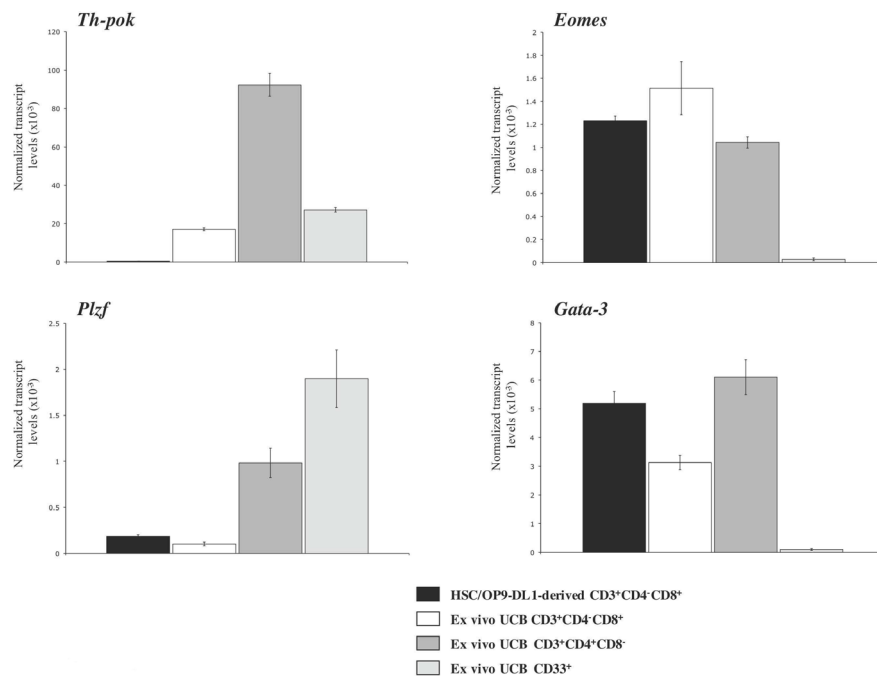 Th-pok
Normalized transcript
levels (x10⁻³)
120
100
80
60
40
20
0
Eomes
Normalized transcript
levels (x10⁻³)
2
1.8
1.6
1.4
1.2
1
0.8
0.6
0.4
0.2
0
Plzf
Normalized transcript
levels (x10⁻³)
2.5
2
1.5
1
0.5
0
Gata-3
Normalized transcript
levels (x10⁻³)
8
7
6
5
4
3
2
1
0
HSC/OP9-DL1-derived CD3⁺CD4⁻CD8⁺
Ex vivo UCB CD3⁺CD4⁻CD8⁺
Ex vivo UCB CD3⁺CD4⁺CD8⁻
Ex vivo UCB CD33⁺